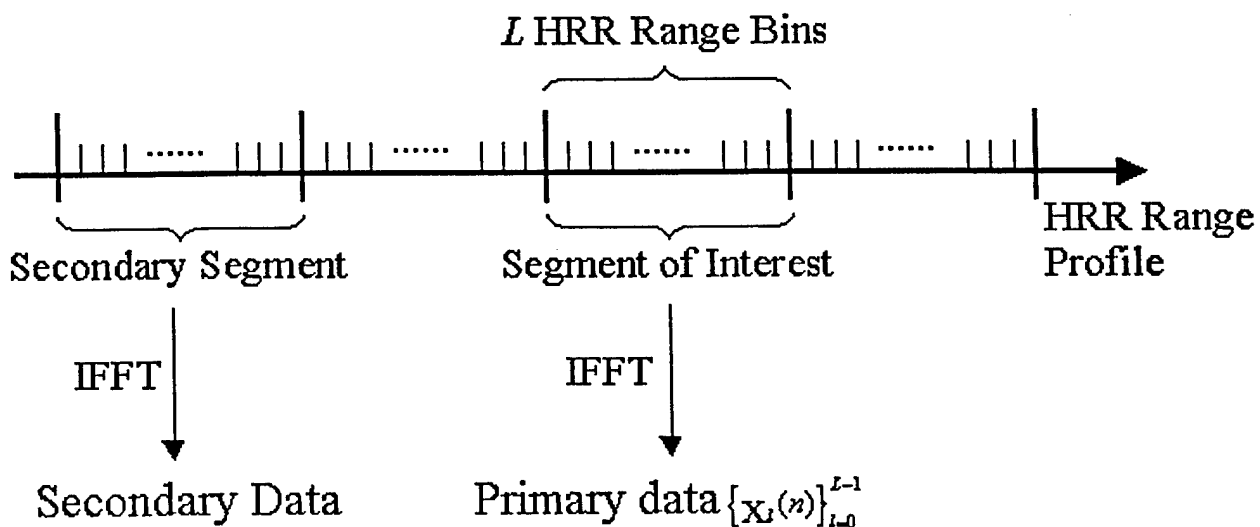 L HRR Range Bins
...... ...... ...... ......
HRR Range
Profile
Secondary Segment
Segment of Interest
IFFT
IFFT
Secondary Data
Primary data {X_l(n)}_{l=0}^{L-1}